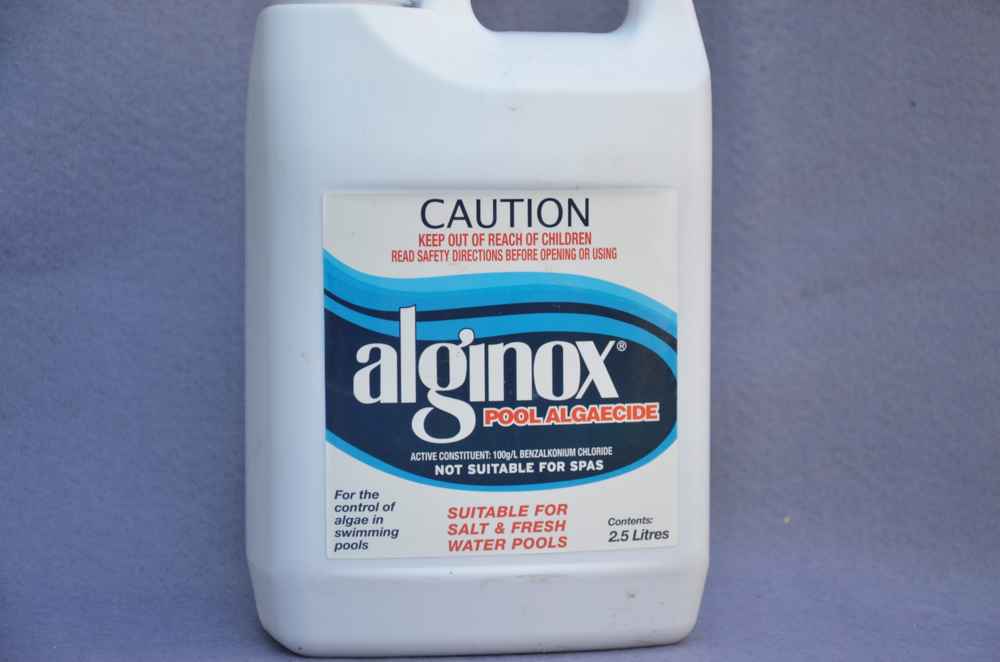 CAUTION
KEEP OUT OF REACH OF CHILDREN
READ SAFETY DIRECTIONS BEFORE OPENING OR USING
alginox®
POOL ALGAECIDE
ACTIVE CONSTITUENT: 100g/L BENZALKONIUM CHLORIDE
NOT SUITABLE FOR SPAS
For the
control of
algae in
swimming
pools
SUITABLE FOR
SALT & FRESH
WATER POOLS
Contents:
2.5 Litres